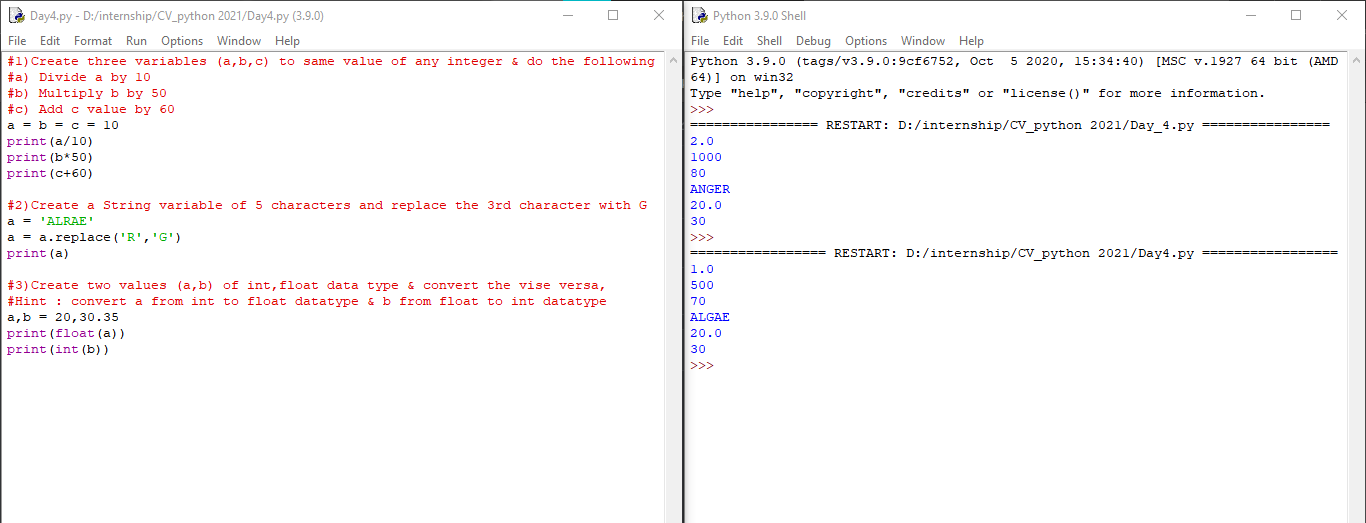 Day4.py - D:/internship/CV_python 2021/Day4.py (3.9.0)
File Edit Format Run Options Window Help
#1)Create three variables (a,b,c) to same value of any integer & do the following
#a) Divide a by 10
#b) Multiply b by 50
#c) Add c value by 60
a = b = c = 10
print(a/10)
print(b*50)
print(c+60)
#2)Create a String variable of 5 characters and replace the 3rd character with G
a = 'ALRAE'
a = a.replace('R','G')
print(a)
#3)Create two values (a,b) of int,float data type & convert the vise versa,
#Hint : convert a from int to float datatype & b from float to int datatype
a,b = 20,30.35
print(float(a))
print(int(b))
Python 3.9.0 Shell
File Edit Shell Debug Options Window Help
Python 3.9.0 (tags/v3.9.0:9cf6752, Oct  5 2020, 15:34:40) [MSC v.1927 64 bit (AMD
64)] on win32
Type "help", "copyright", "credits" or "license()" for more information.
>>>
================ RESTART: D:/internship/CV_python 2021/Day_4.py ================
2.0
1000
80
ANGER
20.0
30
>>>
================= RESTART: D:/internship/CV_python 2021/Day4.py =================
1.0
500
70
ALGAE
20.0
30
>>>